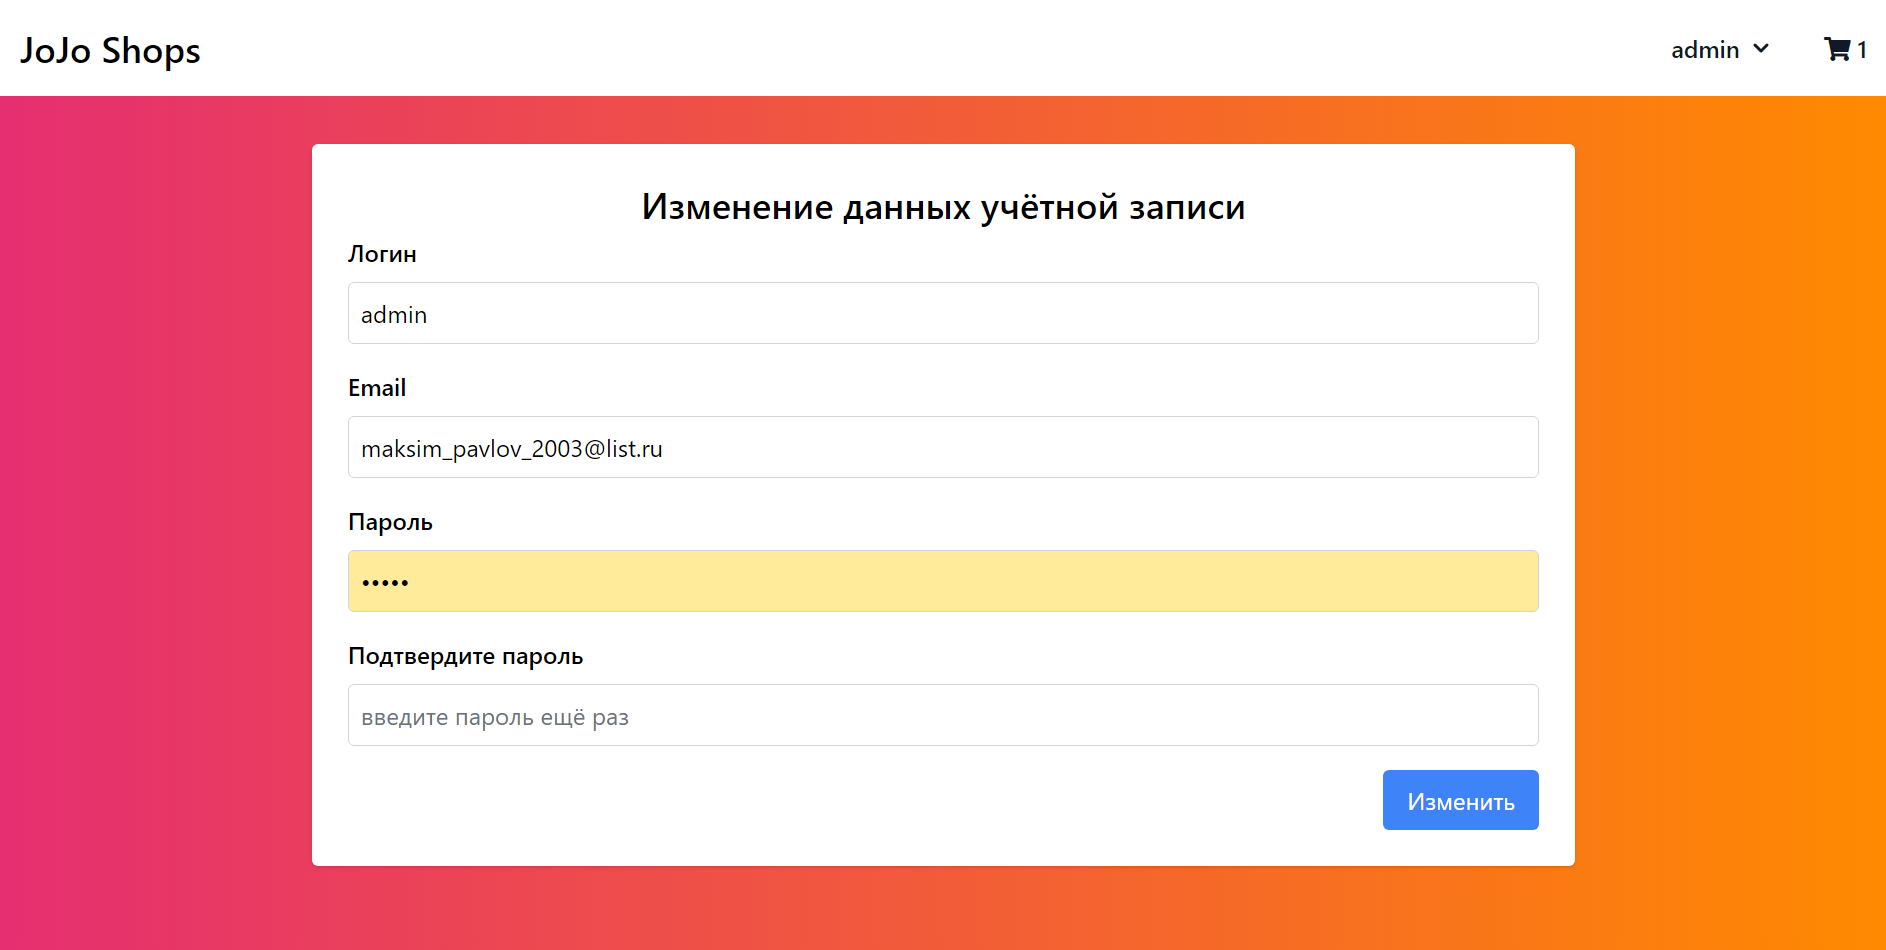 JoJo Shops
admin
1
Изменение данных учётной записи
Логин
admin
Email
maksim_pavlov_2003@list.ru
Пароль
•••••
Подтвердите пароль
введите пароль ещё раз
Изменить